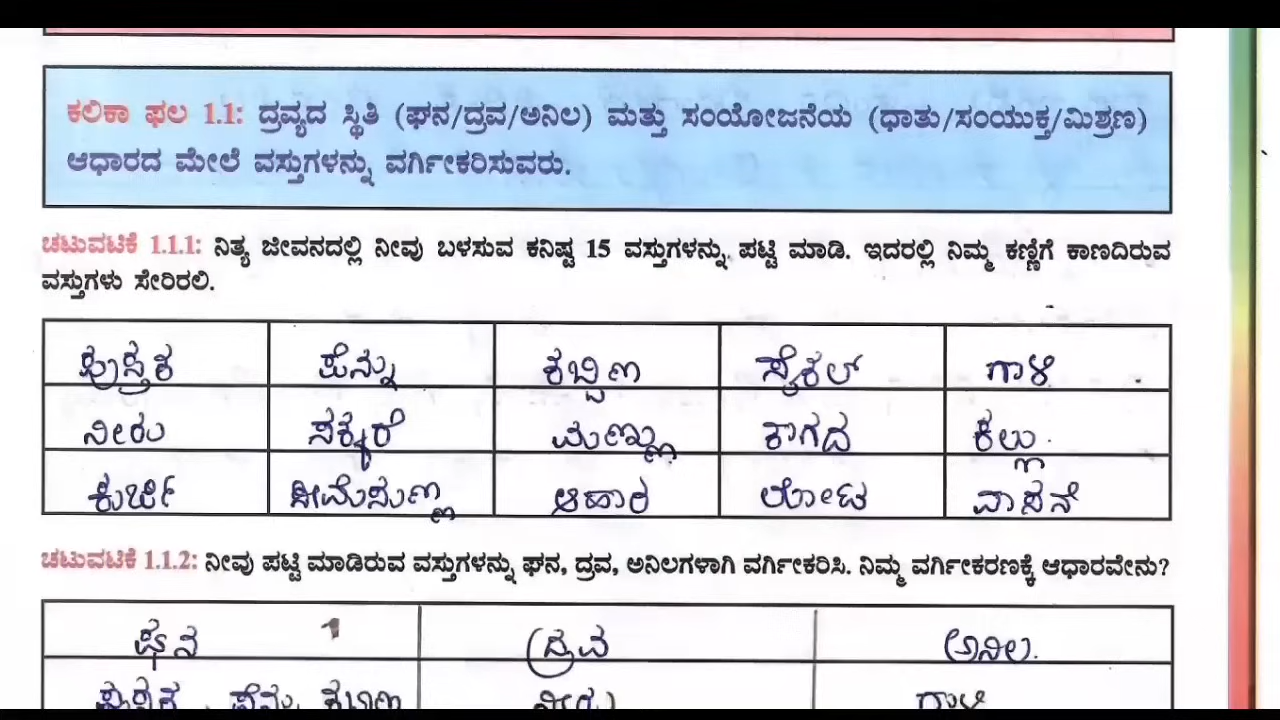 ಕಲಿಕಾ ಫಲ 1.1: ದ್ರವ್ಯದ ಸ್ಥಿತಿ (ಘನ/ದ್ರವ/ಅನಿಲ) ಮತ್ತು ಸಂಯೋಜನೆಯ (ಧಾತು/ಸಂಯುಕ್ತ/ಮಿಶ್ರಣ)
ಆಧಾರದ ಮೇಲೆ ವಸ್ತುಗಳನ್ನು ವರ್ಗೀಕರಿಸುವರು.
ಚಟುವಟಿಕೆ 1.1.1: ನಿತ್ಯ ಜೀವನದಲ್ಲಿ ನೀವು ಬಳಸುವ ಕನಿಷ್ಟ 15 ವಸ್ತುಗಳನ್ನು ಪಟ್ಟಿ ಮಾಡಿ. ಇದರಲ್ಲಿ ನಿಮ್ಮ ಕಣ್ಣಿಗೆ ಕಾಣದಿರುವ
ವಸ್ತುಗಳು ಸೇರಿರಲಿ.
ಪುಸ್ತಕ ಪೆನ್ನು ಕಬ್ಬಿಣ ಸೈಕಲ್ ಗಾಳಿ
ನೀರು ಸಕ್ಕರೆ ಮಣ್ಣು ಕಾಗದ ಕಲ್ಲು
ಕುರ್ಚಿ ಸೀಮೆಸುಣ್ಣ ಆಹಾರ ಲೋಟ ವಾಸನೆ
ಚಟುವಟಿಕೆ 1.1.2: ನೀವು ಪಟ್ಟಿ ಮಾಡಿರುವ ವಸ್ತುಗಳನ್ನು ಘನ, ದ್ರವ, ಅನಿಲಗಳಾಗಿ ವರ್ಗೀಕರಿಸಿ. ನಿಮ್ಮ ವರ್ಗೀಕರಣಕ್ಕೆ ಆಧಾರವೇನು?
ಘನ ದ್ರವ ಅನಿಲ.
ಪುಸ್ತಕ, ಪೆನ್ನು, ಕಬ್ಬಿಣ ನೀರು ಗಾಳಿ